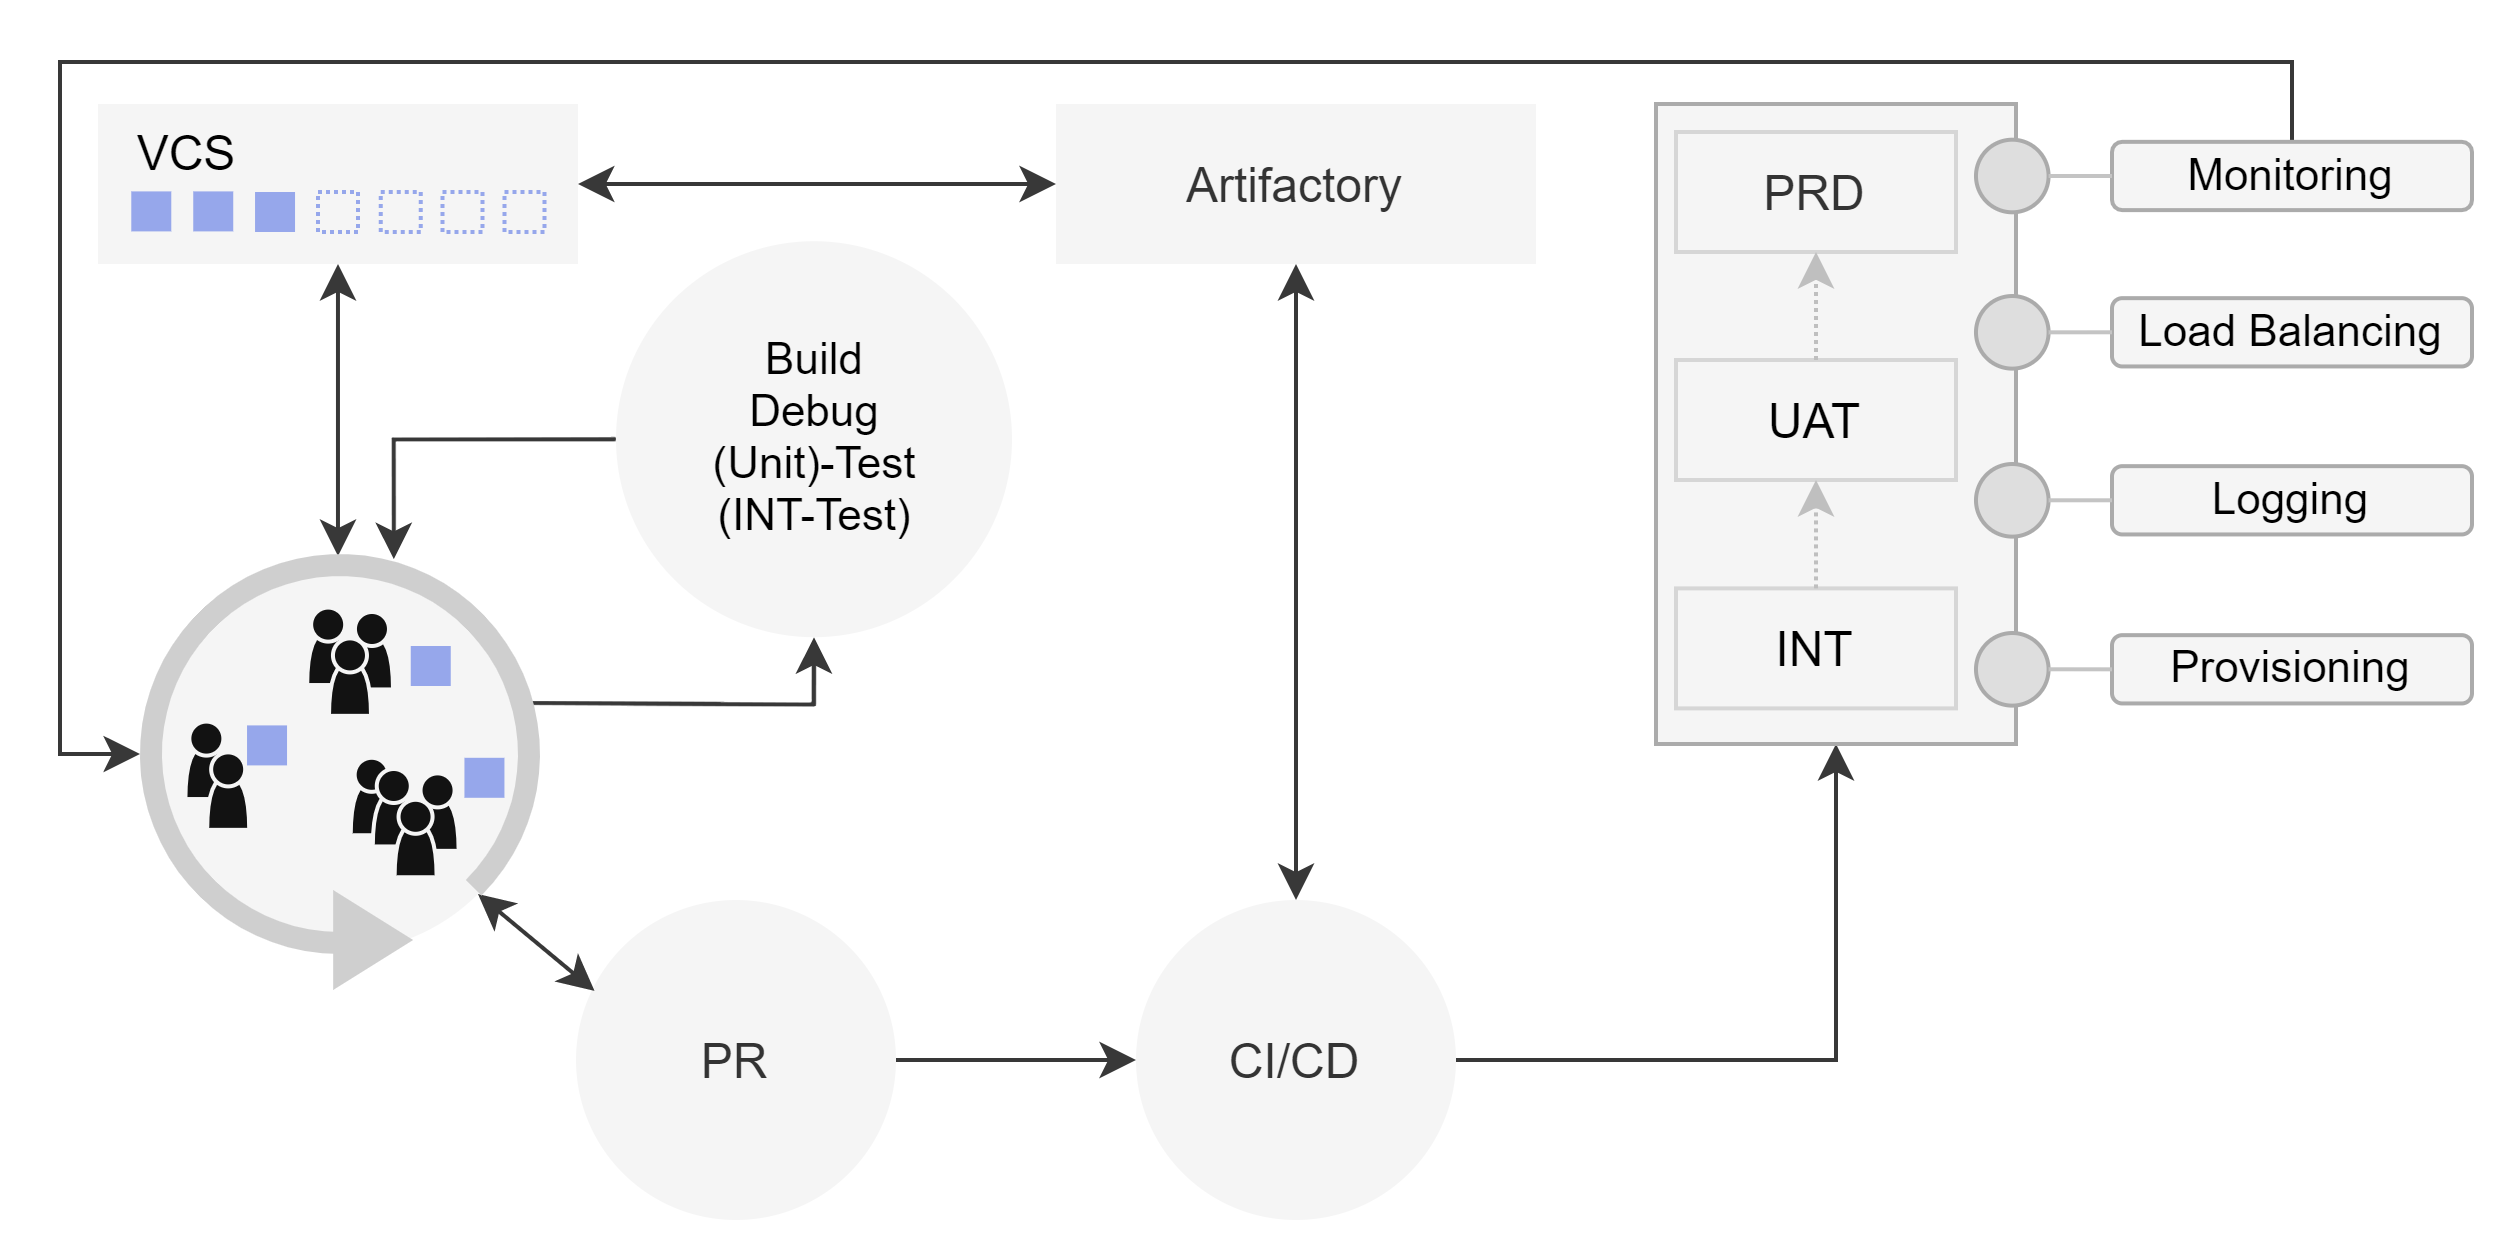 VCS
Artifactory
Build
Debug
(Unit)-Test
(INT-Test)
PR
CI/CD
PRD
UAT
INT
Monitoring
Load Balancing
Logging
Provisioning